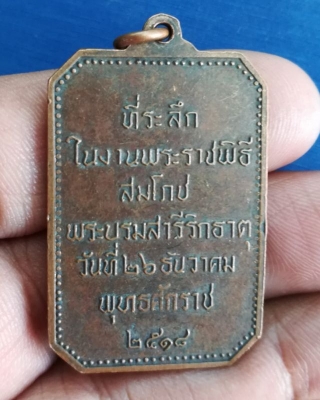 ที่ระลึก
ในงานพระราชพิธี
สมโภช
พระบรมสารีริกธาตุ
วันที่ ๒๖ ธันวาคม
พุทธศักราช
๒๕๑๘